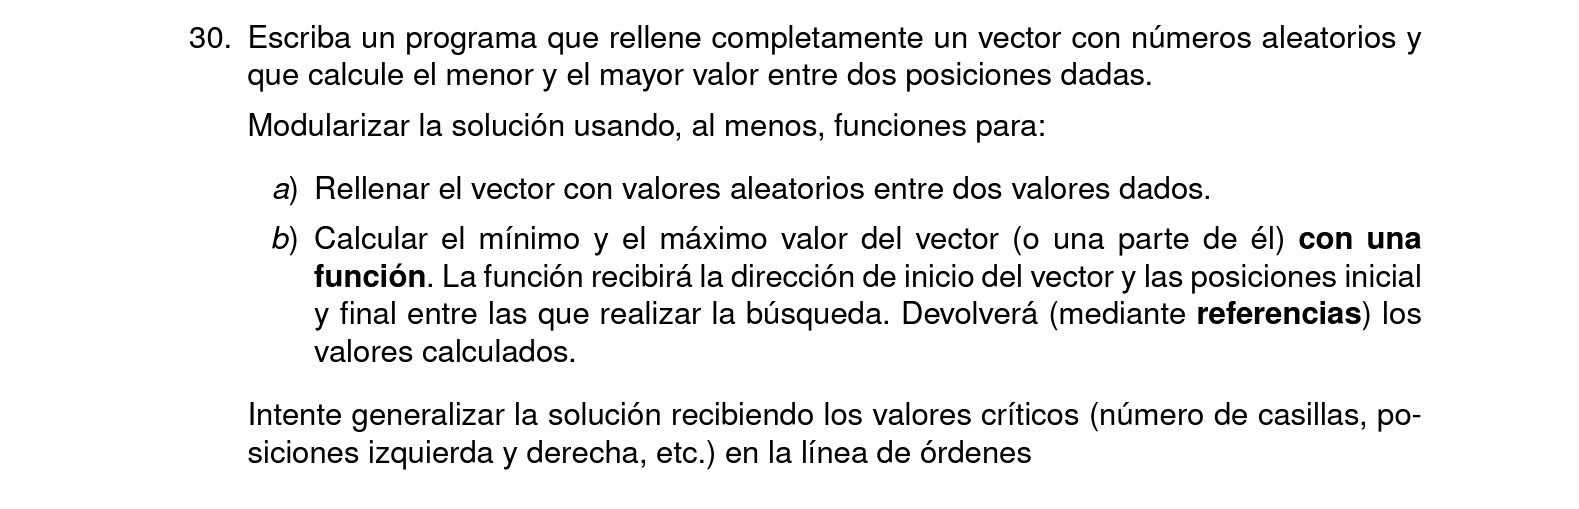 30. Escriba un programa que rellene completamente un vector con números aleatorios y
que calcule el menor y el mayor valor entre dos posiciones dadas.
Modularizar la solución usando, al menos, funciones para:
a) Rellenar el vector con valores aleatorios entre dos valores dados.
b) Calcular el mínimo y el máximo valor del vector (o una parte de él) con una
función. La función recibirá la dirección de inicio del vector y las posiciones inicial
y final entre las que realizar la búsqueda. Devolverá (mediante referencias) los
valores calculados.
Intente generalizar la solución recibiendo los valores críticos (número de casillas, po-
siciones izquierda y derecha, etc.) en la línea de órdenes